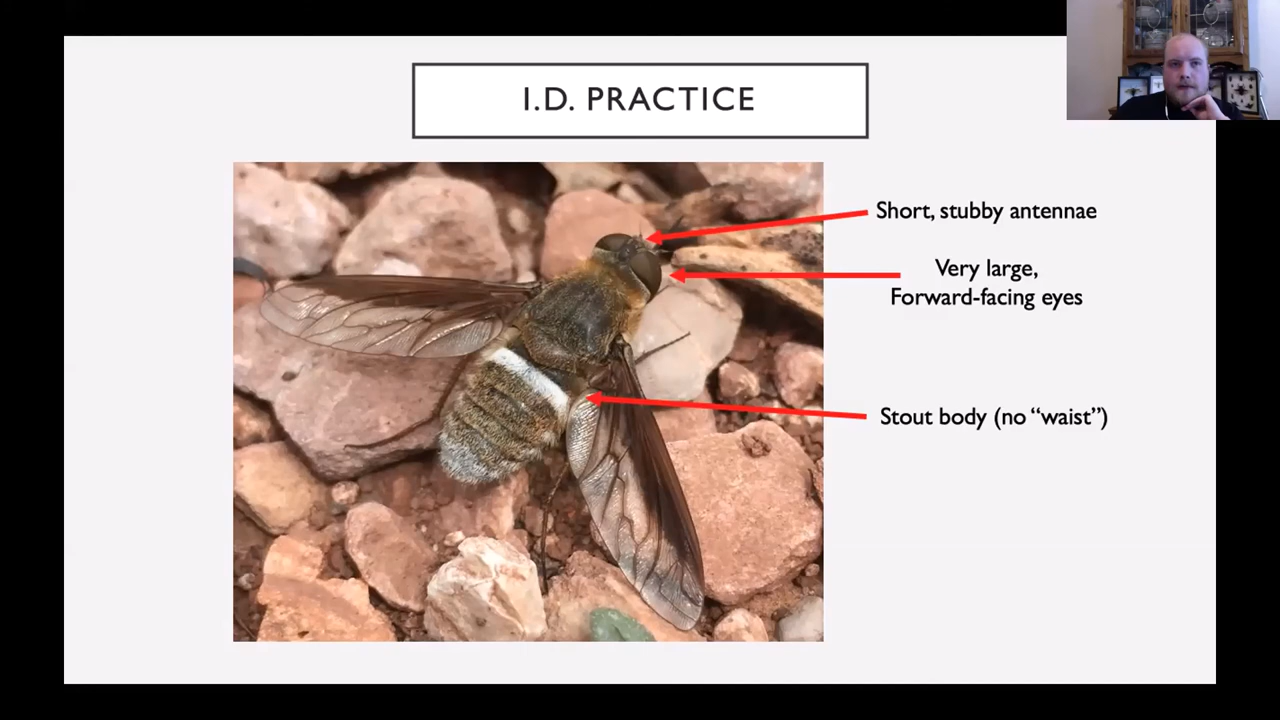 I.D. PRACTICE
Short, stubby antennae
Very large,
Forward-facing eyes
Stout body (no “waist”)